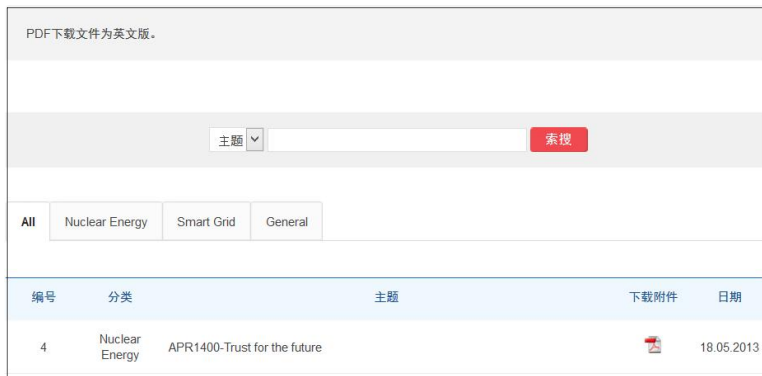 PDF下载文件为英文版。
主题 索搜
All Nuclear Energy Smart Grid General
编号 分类 主题 下载附件 日期
4 Nuclear Energy APR1400-Trust for the future 18.05.2013